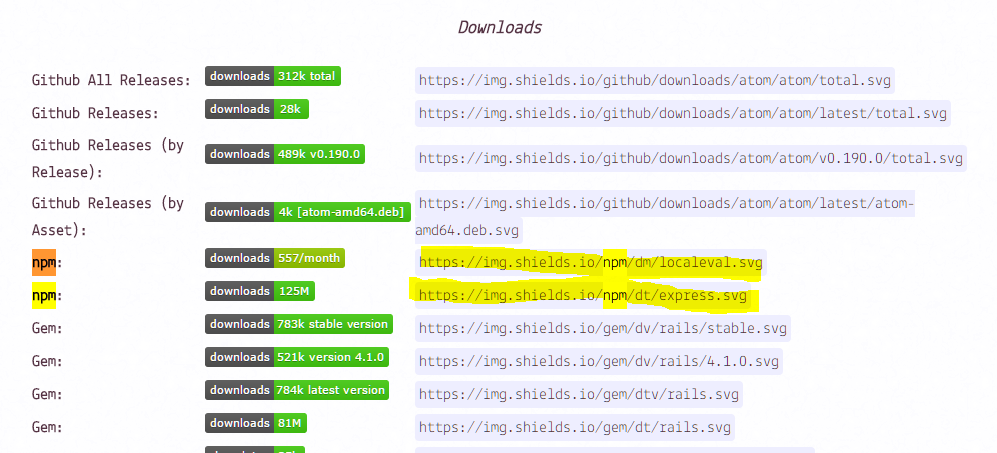 Downloads
Github All Releases: downloads 312k total https://img.shields.io/github/downloads/atom/atom/total.svg
Github Releases: downloads 28k https://img.shields.io/github/downloads/atom/atom/latest/total.svg
Github Releases (by
Release): downloads 489k v0.190.0 https://img.shields.io/github/downloads/atom/atom/v0.190.0/total.svg
Github Releases (by
Asset): downloads 4k [atom-amd64.deb] https://img.shields.io/github/downloads/atom/atom/latest/atom-
amd64.deb.svg
npm: downloads 557/month https://img.shields.io/npm/dm/localeval.svg
npm: downloads 125M https://img.shields.io/npm/dt/express.svg
Gem: downloads 783k stable version https://img.shields.io/gem/dv/rails/stable.svg
Gem: downloads 521k version 4.1.0 https://img.shields.io/gem/dv/rails/4.1.0.svg
Gem: downloads 784k latest version https://img.shields.io/gem/dtv/rails.svg
Gem: downloads 81M https://img.shields.io/gem/dt/rails.svg